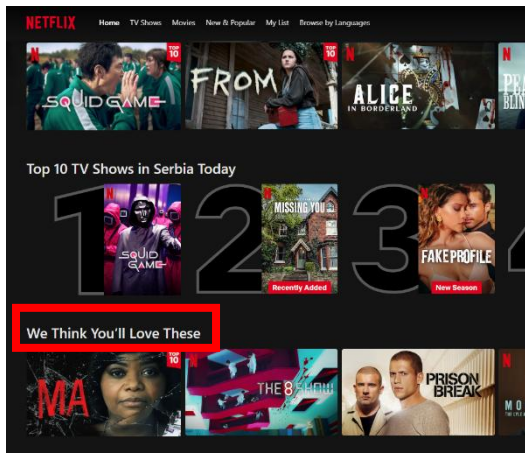 NETFLIX Home TV Shows Movies New & Popular My List Browse by Languages
N TOP 10 SQUID GAME
TOP 10 FROM
N ALICE IN BORDERLAND
N
Top 10 TV Shows in Serbia Today
1 N SQUID GAME
2 N MISSING YOU Recently Added
3 N FAKE PROFILE New Season
We Think You'll Love These
MA TOP 10
N THE 8 SHOW
PRISON BREAK
N